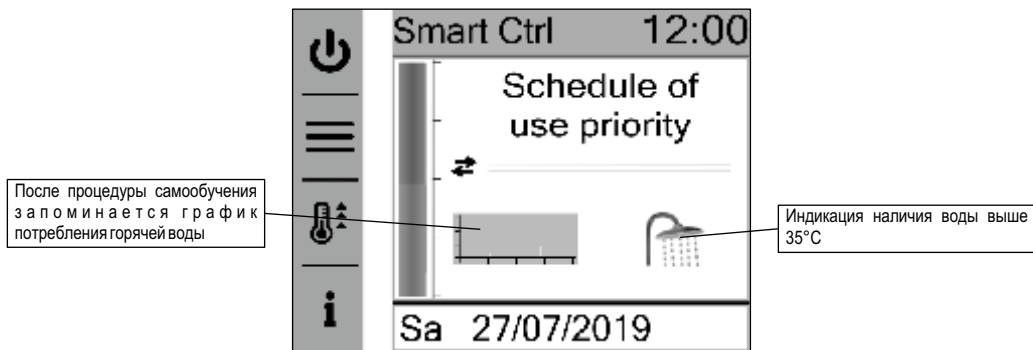 Smart Ctrl 12:00
Schedule of
use priority
После процедуры самообучения
запоминается график
потребления горячей воды
Индикация наличия воды выше
35°C
i
Sa 27/07/2019